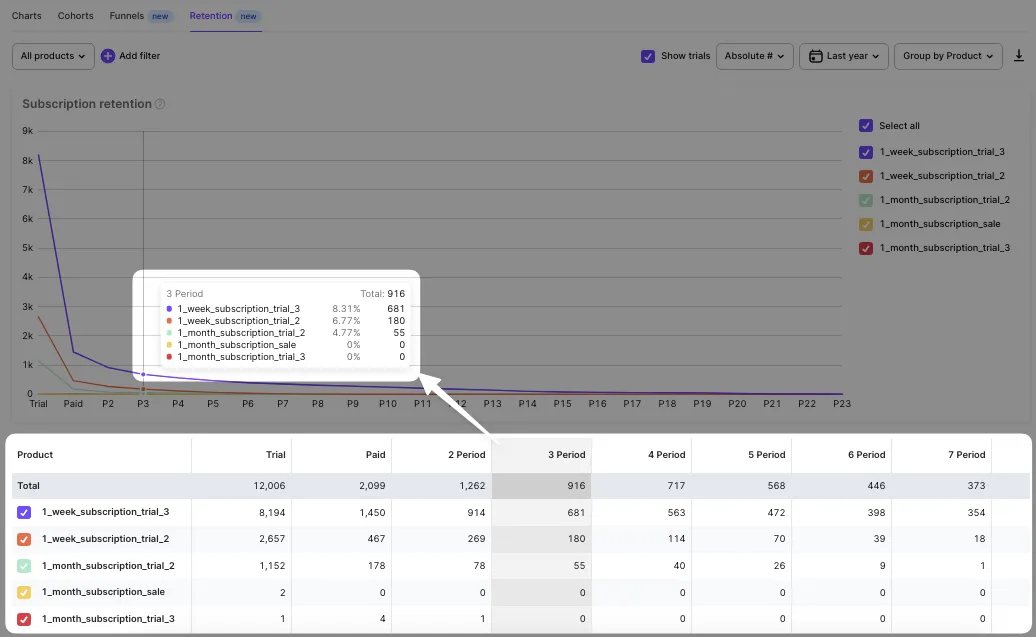 Charts Cohorts Funnels new Retention new
All products Add filter Show trials Absolute # Last year Group by Product
Subscription retention ?
9k
8k
7k
6k
5k
4k
3k
2k
1k
0
Trial Paid P2 P3 P4 P5 P6 P7 P8 P9 P10 P11 12 P13 P14 P15 P16 P17 P18 P19 P20 P21 P22 P23
Select all
1_week_subscription_trial_3
1_week_subscription_trial_2
1_month_subscription_trial_2
1_month_subscription_sale
1_month_subscription_trial_3
3 Period Total: 916
1_week_subscription_trial_3 8.31% 681
1_week_subscription_trial_2 6.77% 180
1_month_subscription_trial_2 4.77% 55
1_month_subscription_sale 0% 0
1_month_subscription_trial_3 0% 0
Product Trial Paid 2 Period 3 Period 4 Period 5 Period 6 Period 7 Period
Total 12,006 2,099 1,262 916 717 568 446 373
1_week_subscription_trial_3 8,194 1,450 914 681 563 472 398 354
1_week_subscription_trial_2 2,657 467 269 180 114 70 39 18
1_month_subscription_trial_2 1,152 178 78 55 40 26 9 1
1_month_subscription_sale 2 0 0 0 0 0 0 0
1_month_subscription_trial_3 1 4 1 0 0 0 0 0